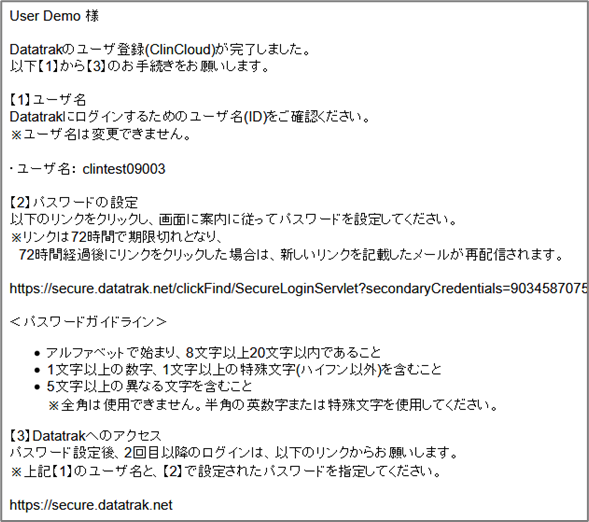 User Demo 様
Datatrakのユーザ登録(ClinCloud)が完了しました。
以下【1】から【3】のお手続きをお願いします。
【1】ユーザ名
Datatrakにログインするためのユーザ名(ID)をご確認ください。
※ユーザ名は変更できません。
・ユーザ名： clintest09003
【2】パスワードの設定
以下のリンクをクリックし、画面に案内に従ってパスワードを設定してください。
※リンクは72時間で期限切れとなり、
72時間経過後にリンクをクリックした場合は、新しいリンクを記載したメールが再配信されます。
https://secure.datatrak.net/clickFind/SecureLoginServlet?secondaryCredentials=9034587075
＜パスワードガイドライン＞
• アルファベットで始まり、8文字以上20文字以内であること
• 1文字以上の数字、1文字以上の特殊文字(ハイフン以外)を含むこと
• 5文字以上の異なる文字を含むこと
※全角は使用できません。半角の英数字または特殊文字を使用してください。
【3】Datatrakへのアクセス
パスワード設定後、2回目以降のログインは、以下のリンクからお願いします。
※上記【1】のユーザ名と、【2】で設定されたパスワードを指定してください。
https://secure.datatrak.net